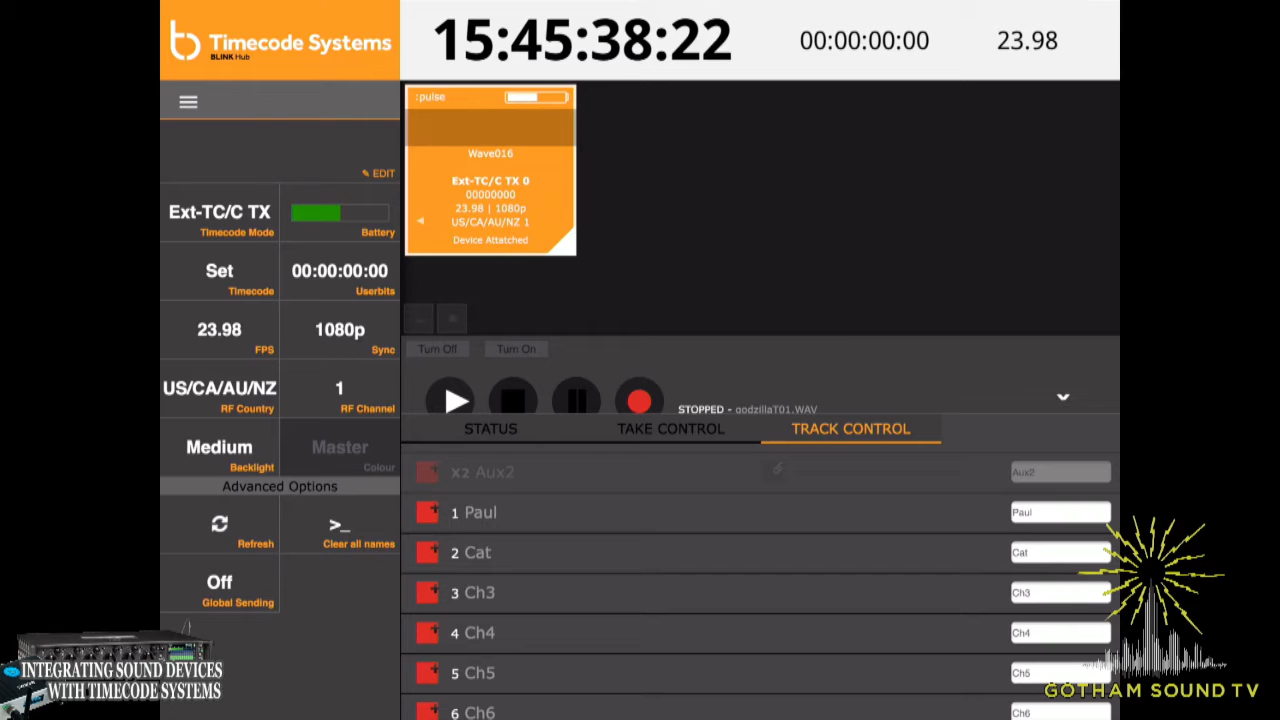 Timecode Systems
BLINK Hub
15:45:38:22
00:00:00:00
23.98
:pulse
Wave016
Ext-TC/C TX 0
00000000
23.98 | 1080p
US/CA/AU/NZ 1
Device Attatched
EDIT
Ext-TC/C TX
Timecode Mode
Battery
Set
Timecode
00:00:00:00
Userbits
23.98
FPS
1080p
Sync
US/CA/AU/NZ
RF Country
1
RF Channel
Medium
Backlight
Master
Colour
Advanced Options
Refresh
>_
Clear all names
Off
Global Sending
Turn Off
Turn On
STOPPED - godzillaT01.WAV
STATUS
TAKE CONTROL
TRACK CONTROL
X2 Aux2
Aux2
1 Paul
Paul
2 Cat
Cat
3 Ch3
Ch3
4 Ch4
Ch4
5 Ch5
Ch5
6 Ch6
Ch6
INTEGRATING SOUND DEVICES
WITH TIMECODE SYSTEMS
GOTHAM SOUND TV